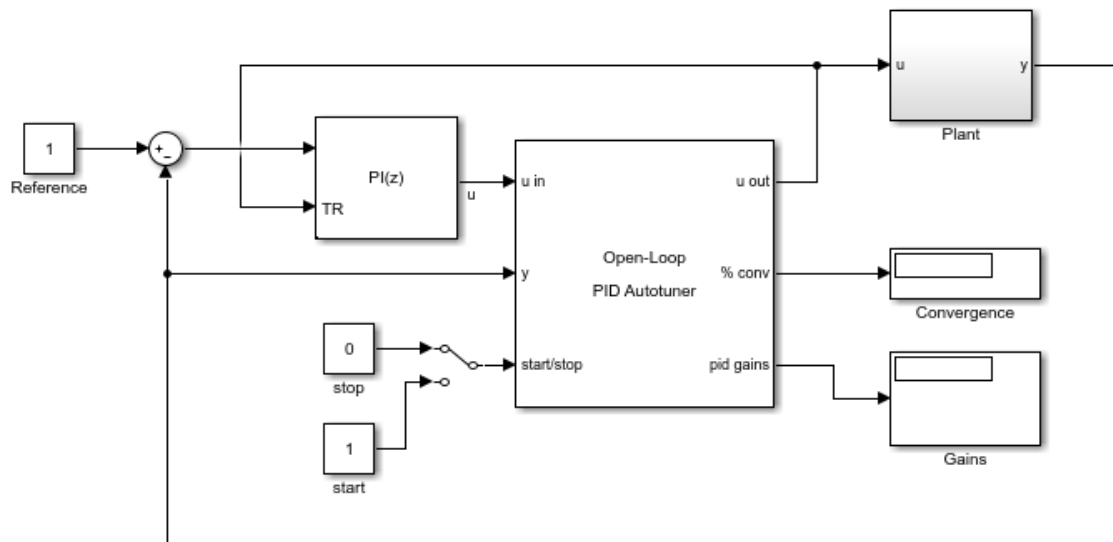 u
y
Plant
1
Reference
+
−
PI(z)
TR
u
u in
u out
Open-Loop
PID Autotuner
y
% conv
Convergence
0
stop
start/stop
pid gains
1
start
Gains